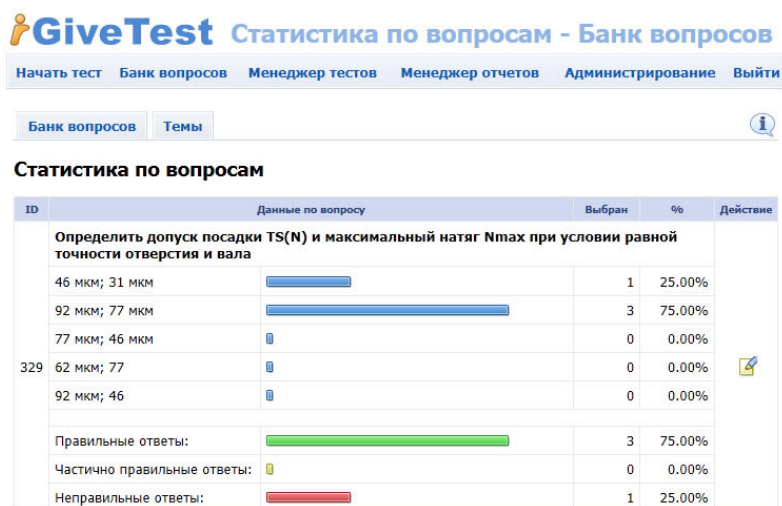 iGiveTest Статистика по вопросам - Банк вопросов
Начать тест Банк вопросов Менеджер тестов Менеджер отчетов Администрирование Выйти
Банк вопросов Темы i
Статистика по вопросам
ID Данные по вопросу Выбран % Действие
Определить допуск посадки TS(N) и максимальный натяг Nmax при условии равной
точности отверстия и вала
46 мкм; 31 мкм 1 25.00%
92 мкм; 77 мкм 3 75.00%
77 мкм; 46 мкм 0 0.00%
329 62 мкм; 77 0 0.00%
92 мкм; 46 0 0.00%
Правильные ответы: 3 75.00%
Частично правильные ответы: 0 0.00%
Неправильные ответы: 1 25.00%